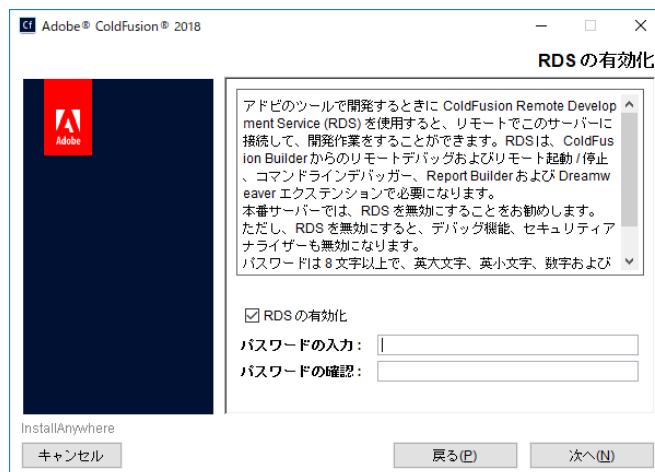 Adobe® ColdFusion® 2018
RDS の有効化
Adobe
アドビのツールで開発するときに ColdFusion Remote Develop
ment Service (RDS) を使用すると、リモートでこのサーバーに
接続して、開発作業をすることができます。RDSは、ColdFus
ion Builder からのリモートデバッグおよびリモート起動/停止
、コマンドラインデバッガー、Report Builder および Dreamw
eaver エクステンションで必要になります。
本番サーバーでは、RDS を無効にすることをお勧めします。
ただし、RDS を無効にすると、デバッグ機能、セキュリティア
ナライザーも無効になります。
パスワードは 8 文字以上で、英大文字、英小文字、数字および
RDS の有効化
パスワードの入力：
パスワードの確認：
InstallAnywhere
キャンセル
戻る(P)
次へ(N)